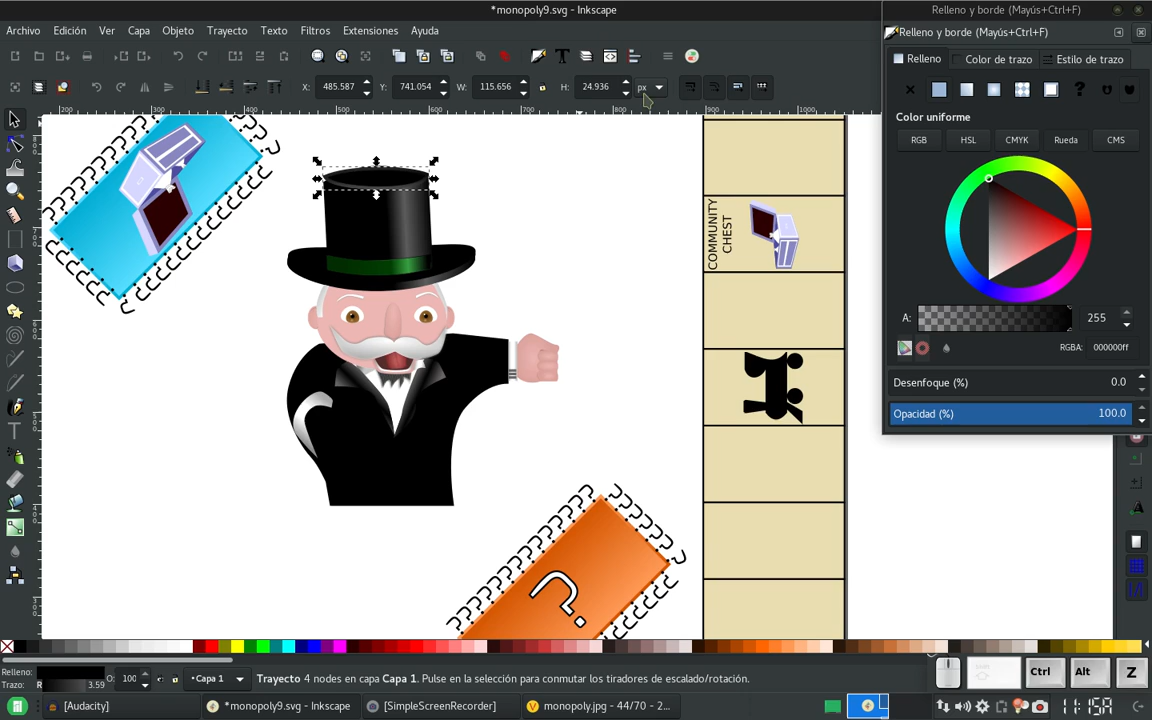 *monopoly9.svg - Inkscape
Relleno y borde (Mayús+Ctrl+F)
Archivo Edición Ver Capa Objeto Trayecto Texto Filtros Extensiones Ayuda
Relleno y borde (Mayús+Ctrl+F)
Relleno Color de trazo Estilo de trazo
X: 485.587 Y: 741.054 W: 115.656 H: 24.936 px
Color uniforme
RGB HSL CMYK Rueda CMS
COMMUNITY
CHEST
A: 255
RGBA: 000000ff
Desenfoque (%) 0.0
Opacidad (%) 100.0
?
Relleno: O: 100 Capa 1 Trayecto 4 nodes en capa Capa 1. Pulse en la selección para conmutar los tiradores de escalado/rotación.
Trazo: R 3.59
Ctrl Alt Z
[Audacity] *monopoly9.svg - Inkscape [SimpleScreenRecorder] monopoly.jpg - 44/70 - 2... 11:15